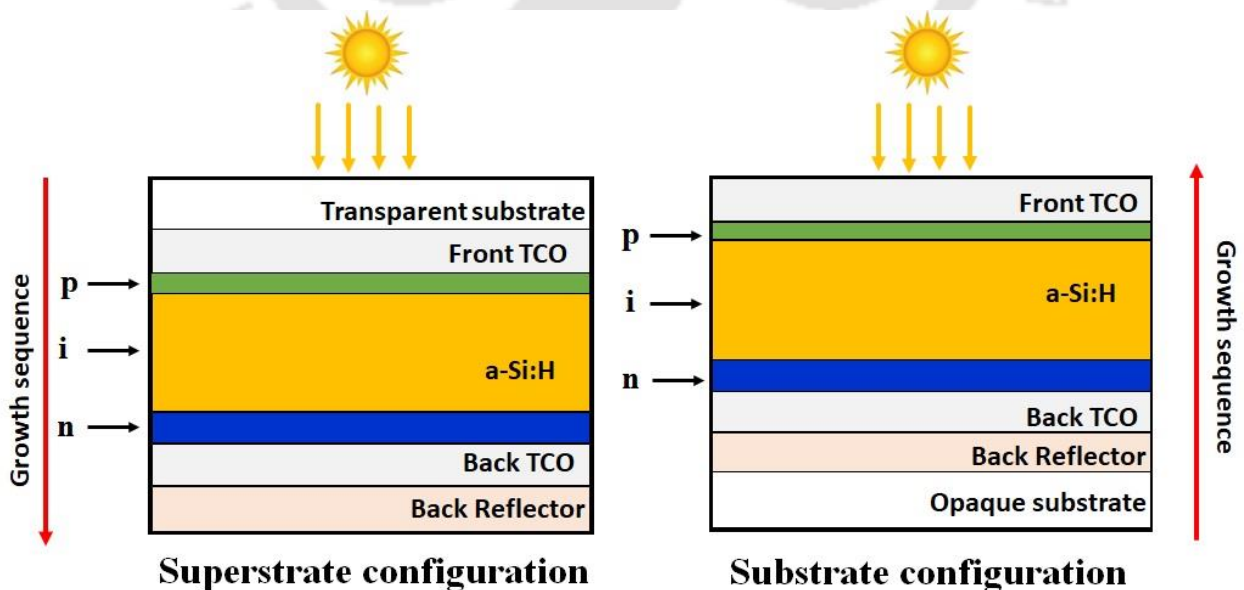 Growth sequence
Transparent substrate
Front TCO
p
i
a-Si:H
n
Back TCO
Back Reflector
Superstrate configuration
Front TCO
p
a-Si:H
i
n
Back TCO
Back Reflector
Opaque substrate
Growth sequence
Substrate configuration